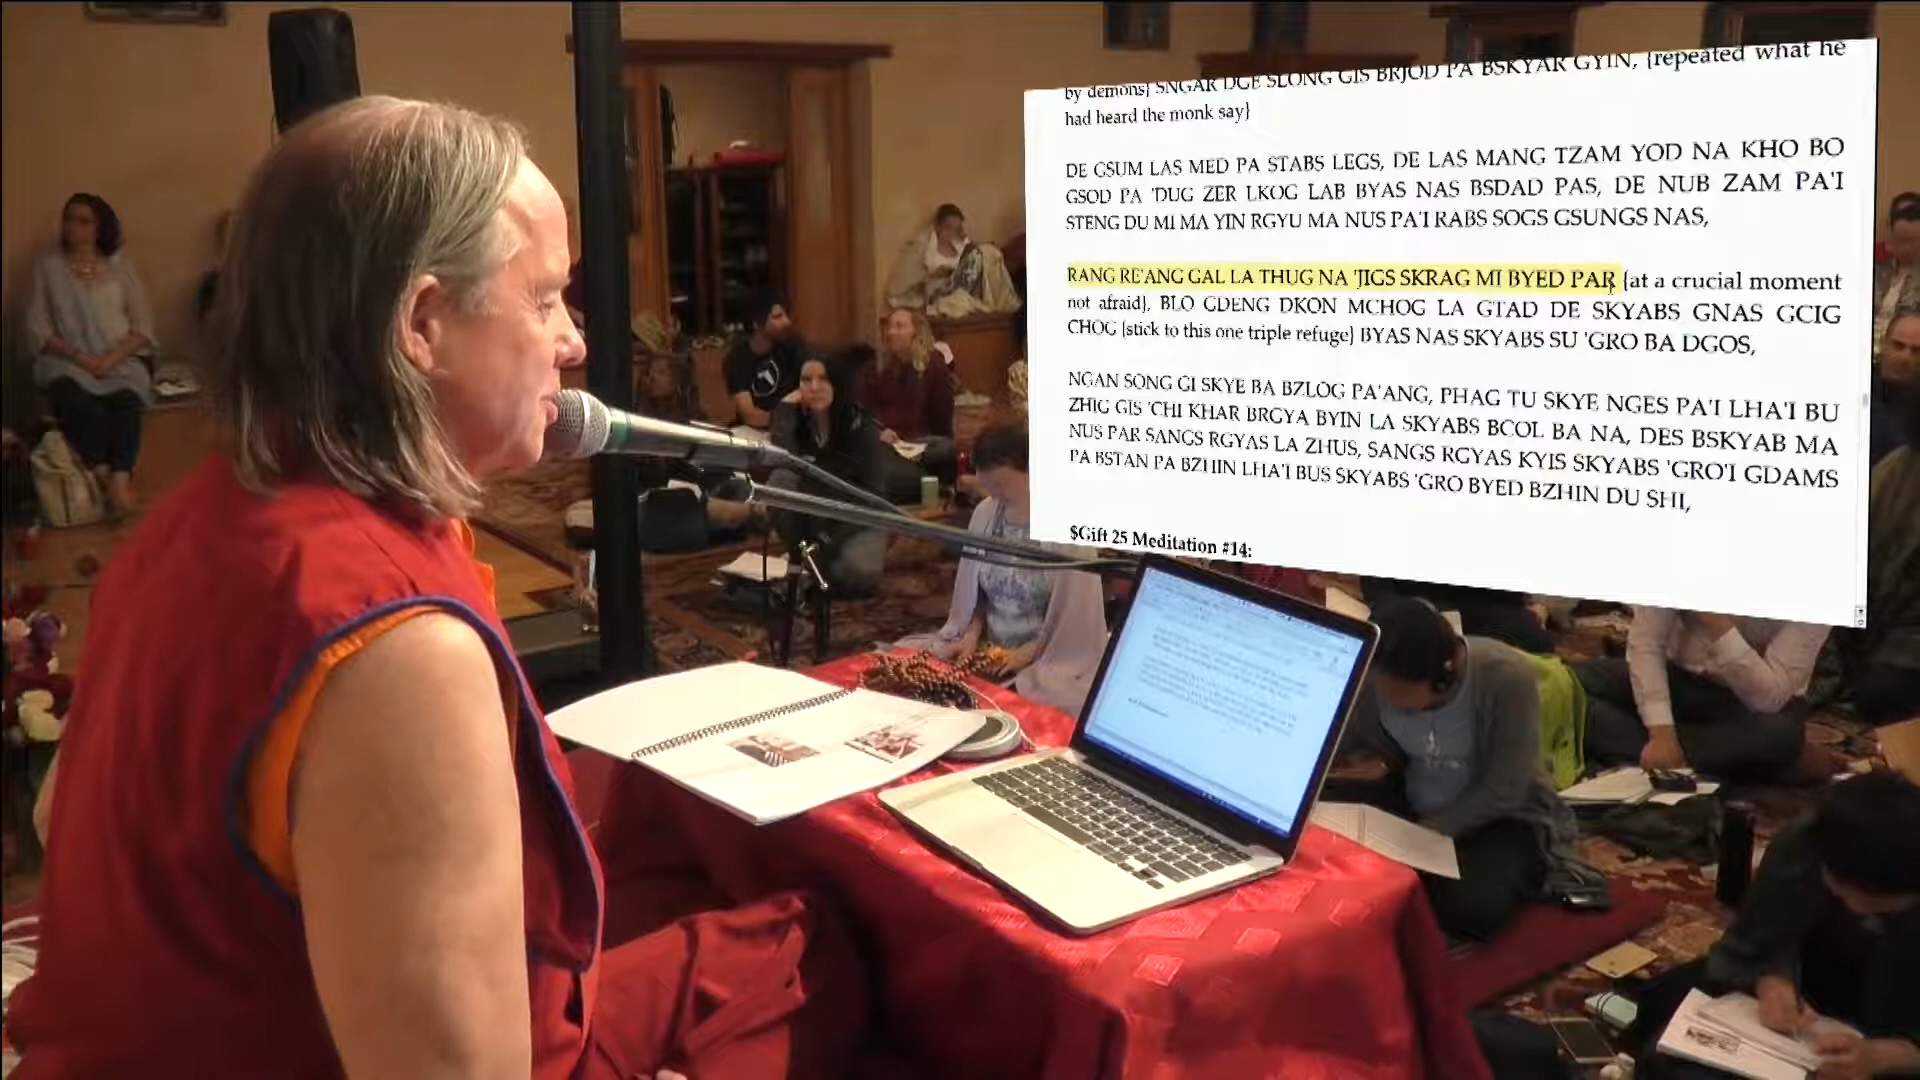 by demons} SNGAR DGE SLONG GIS BRJOD PA BSKYAR GYIN, {repeated what he
had heard the monk say}
DE GSUM LAS MED PA STABS LEGS, DE LAS MANG TZAM YOD NA KHO BO
GSOD PA 'DUG ZER LKOG LAB BYAS NAS BSDAD PAS, DE NUB ZAM PA'I
STENG DU MI MA YIN RGYU MA NUS PA'I RABS SOGS GSUNGS NAS,
RANG RE'ANG GAL LA THUG NA 'JIGS SKRAG MI BYED PAR {at a crucial moment
not afraid}, BLO GDENG DKON MCHOG LA GTAD DE SKYABS GNAS GCIG
CHOG {stick to this one triple refuge} BYAS NAS SKYABS SU 'GRO BA DGOS,
NGAN SONG GI SKYE BA BZLOG PA'ANG, PHAG TU SKYE NGES PA'I LHA'I BU
ZHIG GIS 'CHI KHAR BRGYA BYIN LA SKYABS BCOL BA NA, DES BSKYAB MA
NUS PAR SANGS RGYAS LA ZHUS, SANGS RGYAS KYIS SKYABS 'GRO'I GDAMS
PA BSTAN PA BZHIN LHA'I BUS SKYABS 'GRO BYED BZHIN DU SHI,
$Gift 25 Meditation #14: